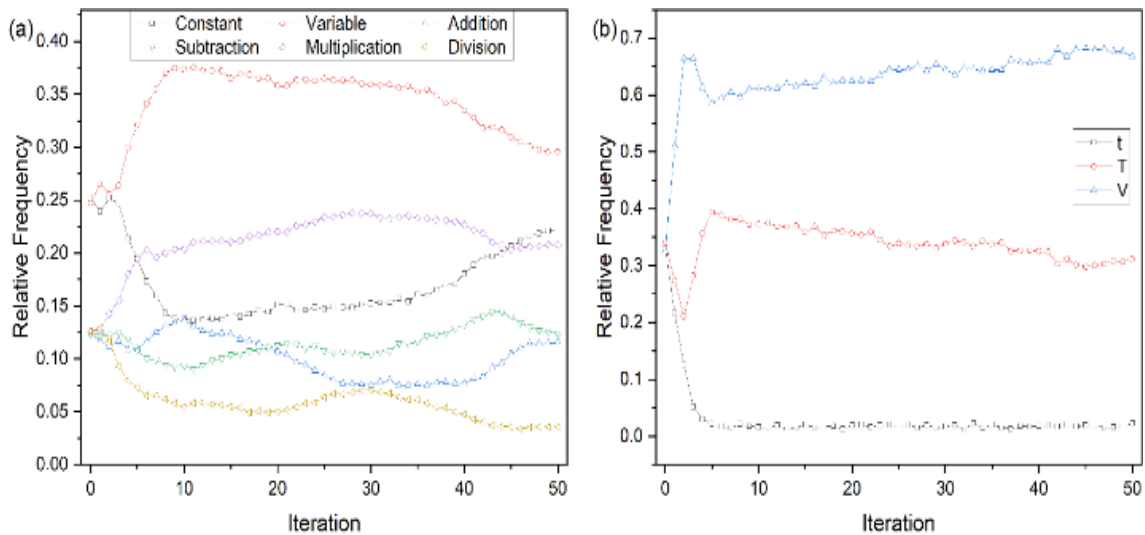 (a)
Constant Variable Addition
Subtraction Multiplication Division
0.40
0.35
0.30
0.25
0.20
0.15
0.10
0.05
0.00
Relative Frequency
0 10 20 30 40 50
Iteration
(b)
0.7
0.6
0.5
0.4
0.3
0.2
0.1
0.0
Relative Frequency
t
T
V
0 10 20 30 40 50
Iteration